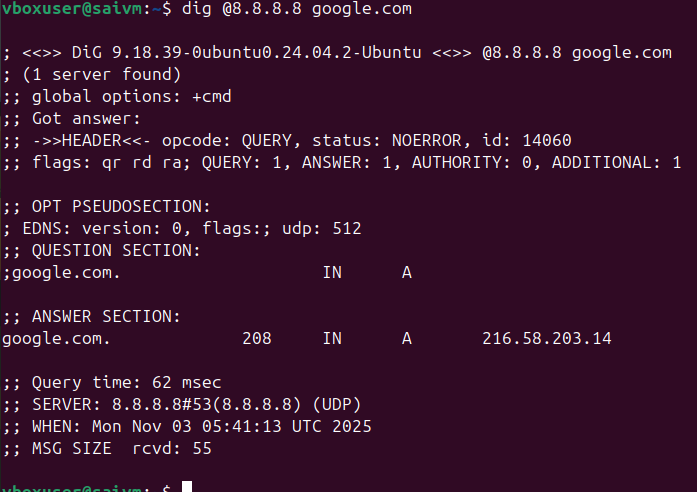 vboxuser@saivm:~$ dig @8.8.8.8 google.com
; <<>> DiG 9.18.39-0ubuntu0.24.04.2-Ubuntu <<>> @8.8.8.8 google.com
; (1 server found)
;; global options: +cmd
;; Got answer:
;; ->>HEADER<<- opcode: QUERY, status: NOERROR, id: 14060
;; flags: qr rd ra; QUERY: 1, ANSWER: 1, AUTHORITY: 0, ADDITIONAL: 1
;; OPT PSEUDOSECTION:
; EDNS: version: 0, flags:; udp: 512
;; QUESTION SECTION:
;google.com. IN A
;; ANSWER SECTION:
google.com. 208 IN A 216.58.203.14
;; Query time: 62 msec
;; SERVER: 8.8.8.8#53(8.8.8.8) (UDP)
;; WHEN: Mon Nov 03 05:41:13 UTC 2025
;; MSG SIZE  rcvd: 55
vboxuser@saivm:~$